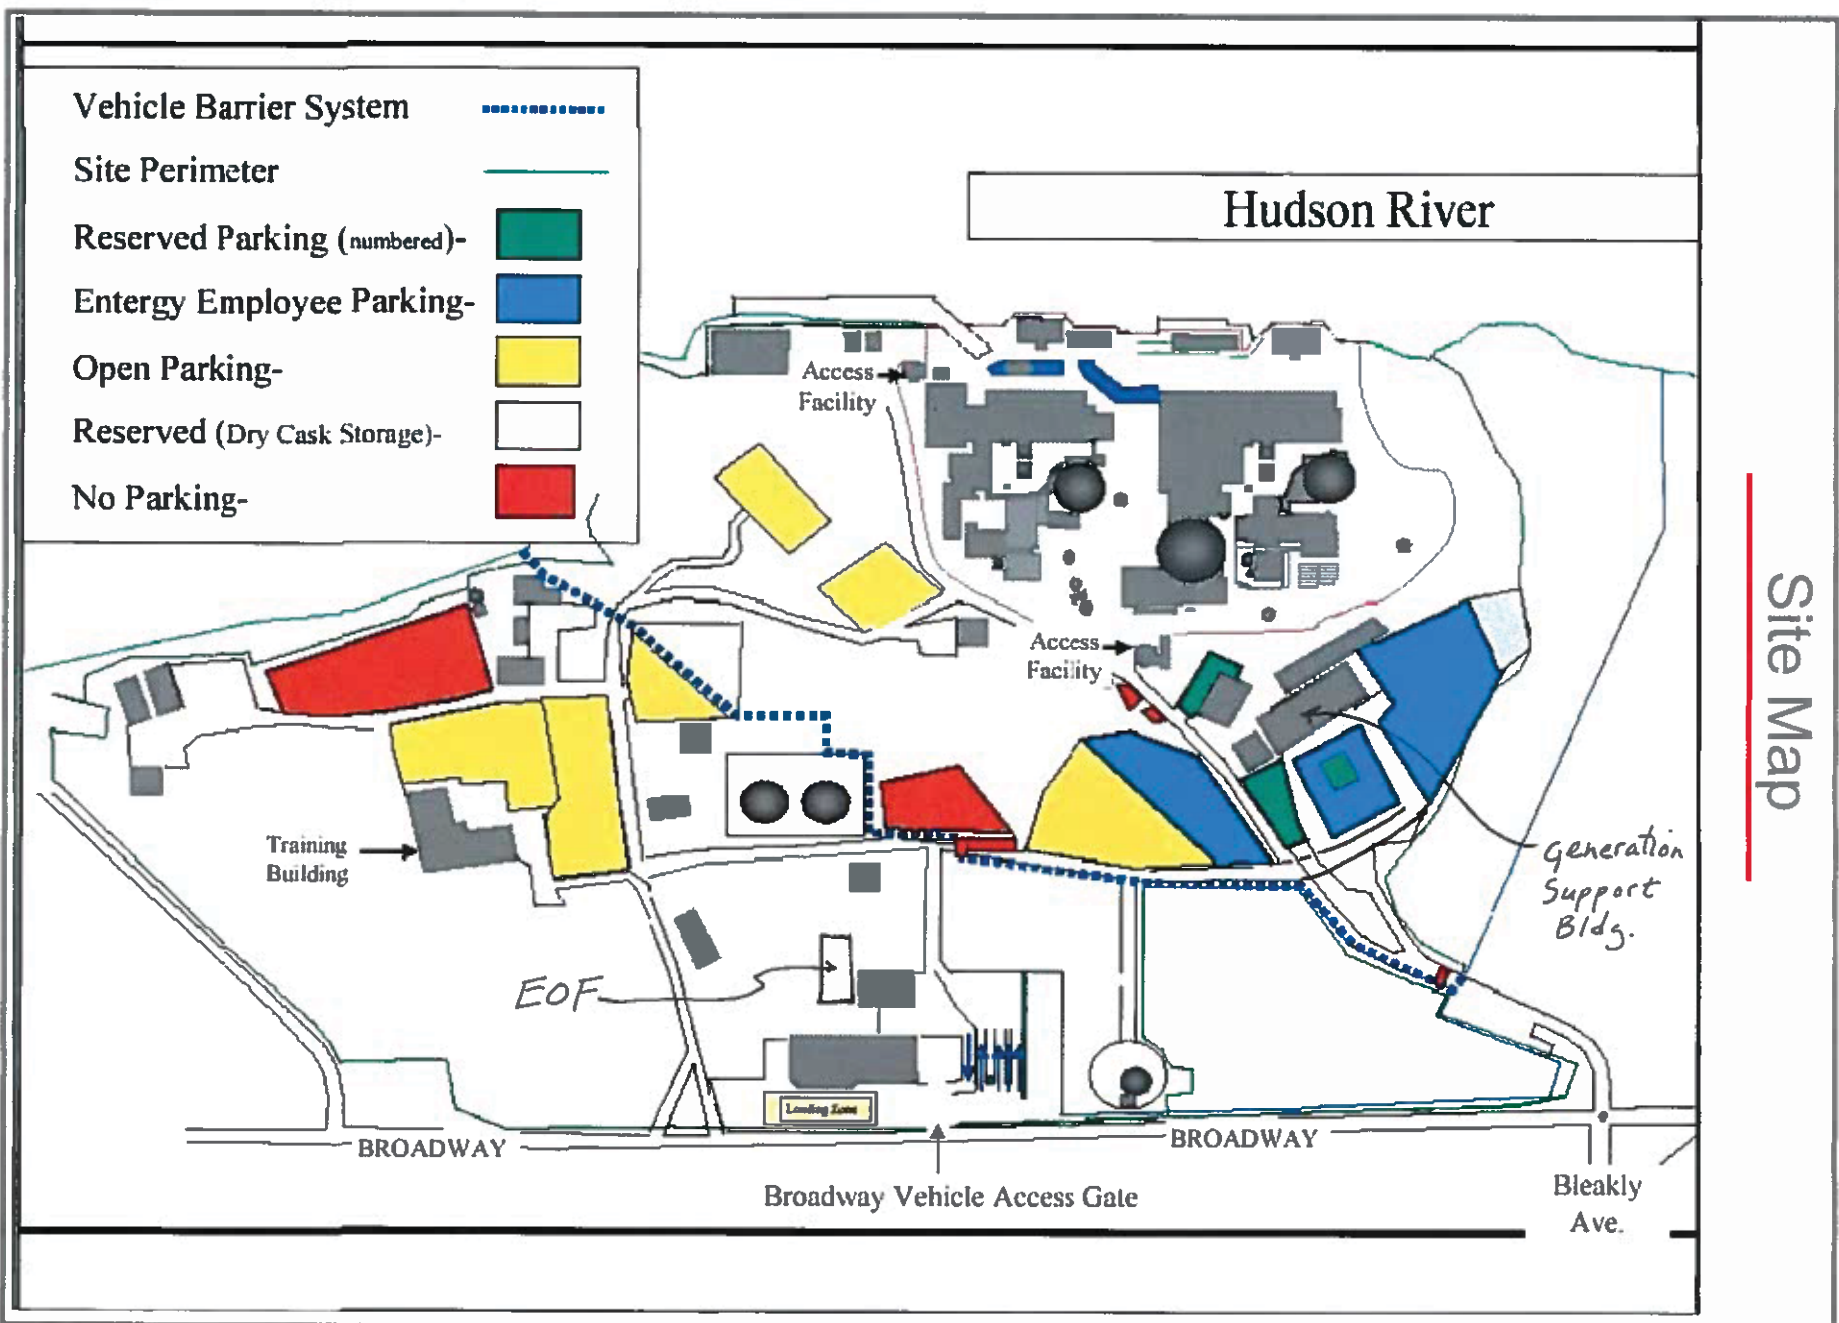 Vehicle Barrier System
Site Perimeter
Reserved Parking (numbered)-
Entergy Employee Parking-
Open Parking-
Reserved (Dry Cask Storage)-
No Parking-
Hudson River
Access
Facility
Access
Facility
Site Map
Training
Building
generation
Support
Bldg.
EOF
Landing Zone
BROADWAY
BROADWAY
Broadway Vehicle Access Gate
Bleakly
Ave.